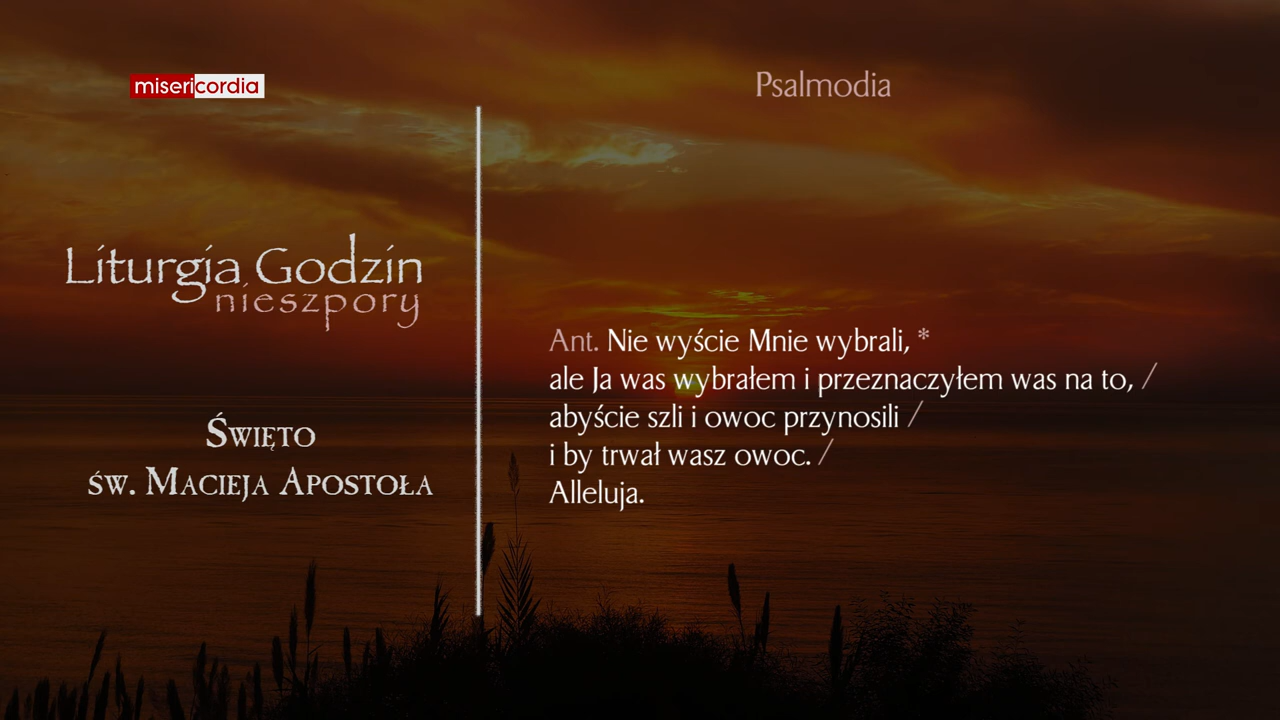 misericordia
Psalmodia
Liturgia Godzin
nieszpory
Święto
św. Macieja Apostoła
Ant. Nie wyście Mnie wybrali, *
ale Ja was wybrałem i przeznaczyłem was na to, /
abyście szli i owoc przynosili /
i by trwał wasz owoc. /
Alleluja.